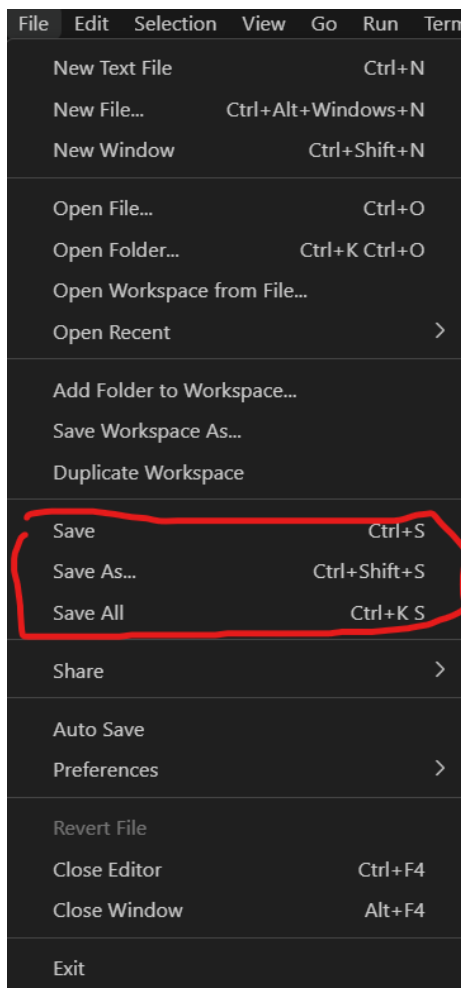 File Edit Selection View Go Run
New Text File Ctrl+N
New File... Ctrl+Alt+Windows+N
New Window Ctrl+Shift+N
Open File... Ctrl+O
Open Folder... Ctrl+K Ctrl+O
Open Workspace from File...
Open Recent
Add Folder to Workspace...
Save Workspace As...
Duplicate Workspace
Save Ctrl+S
Save As... Ctrl+Shift+S
Save All Ctrl+K S
Share
Auto Save
Preferences
Revert File
Close Editor Ctrl+F4
Close Window Alt+F4
Exit